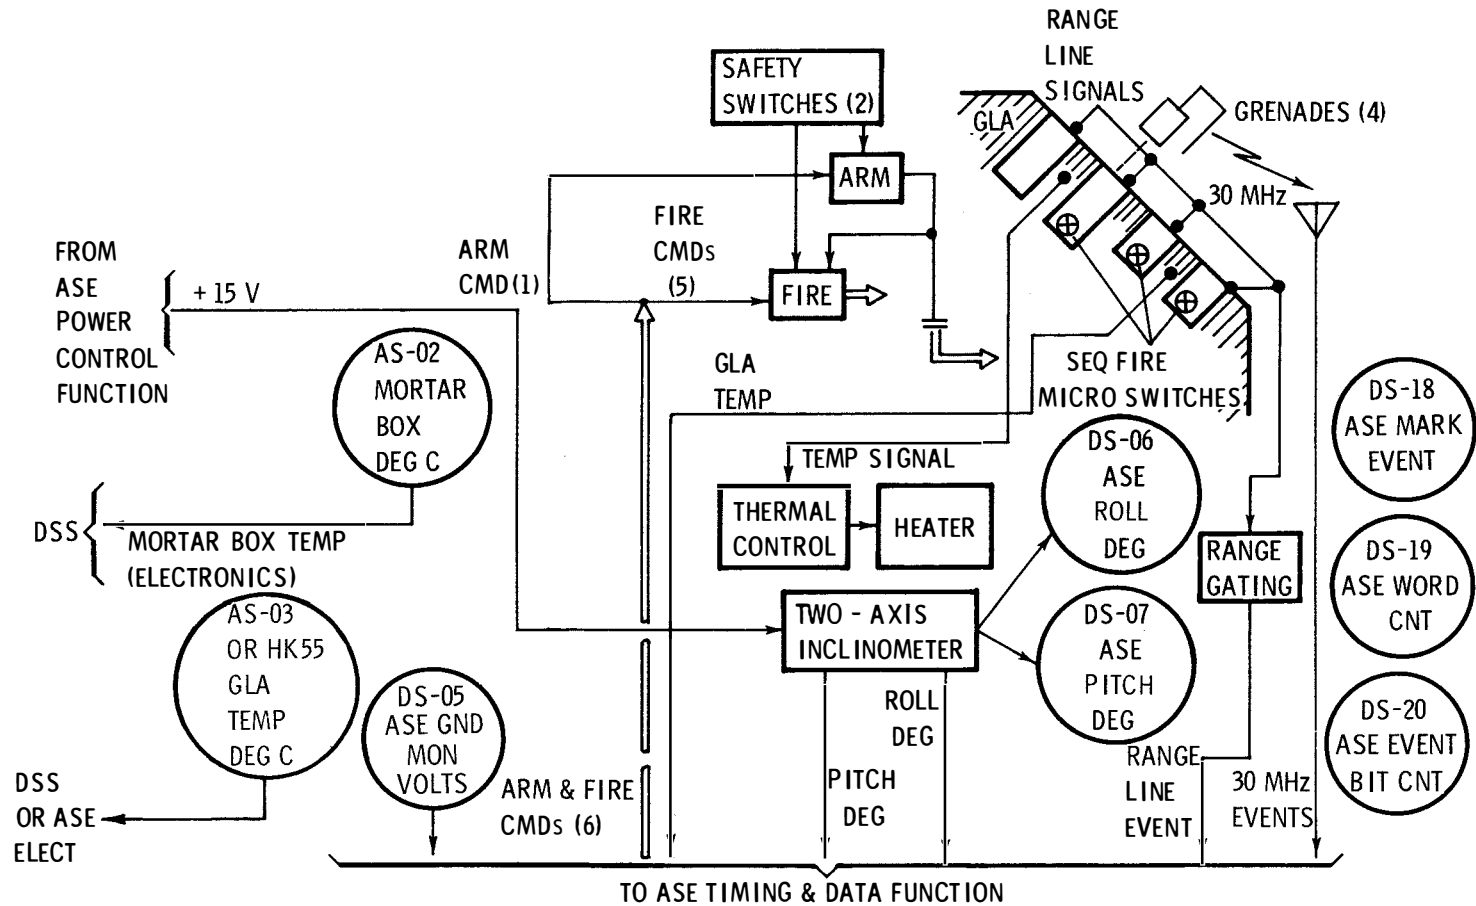 RANGE
LINE
SIGNALS
SAFETY
SWITCHES (2)
GLA
GRENADES (4)
ARM
30 MHz
FROM
ASE
POWER
CONTROL
FUNCTION
+ 15 V
ARM
CMD(1)
FIRE
CMDs
(5)
FIRE
AS-02
MORTAR
BOX
DEG C
GLA
TEMP
SEQ FIRE
MICRO SWITCHES
DS-18
ASE MARK
EVENT
TEMP SIGNAL
DS-06
ASE
ROLL
DEG
DSS
MORTAR BOX TEMP
(ELECTRONICS)
THERMAL
CONTROL
HEATER
RANGE
GATING
DS-19
ASE WORD
CNT
AS-03
OR HK55
GLA
TEMP
DEG C
TWO - AXIS
INCLINOMETER
DS-07
ASE
PITCH
DEG
DS-05
ASE GND
MON
VOLTS
ROLL
DEG
DS-20
ASE EVENT
BIT CNT
DSS
OR ASE
ELECT
ARM & FIRE
CMDs (6)
PITCH
DEG
RANGE
LINE
EVENT
30 MHz
EVENTS
TO ASE TIMING & DATA FUNCTION